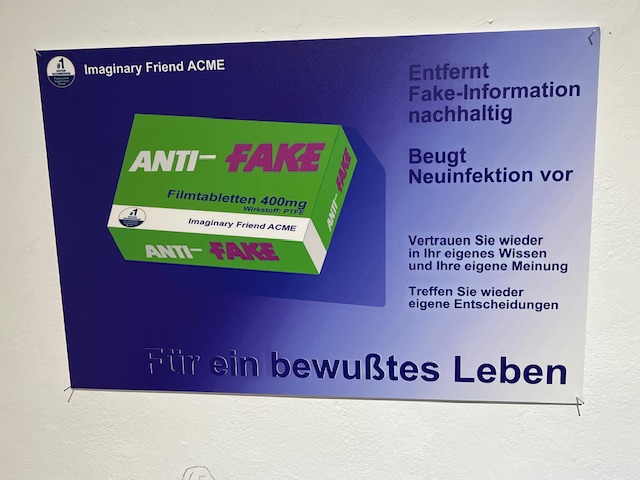 #1
Imaginary Friend ACME
Entfernt
Fake-Information
nachhaltig
Beugt
Neuinfektion vor
Vertrauen Sie wieder
in Ihr eigenes Wissen
und Ihre eigene Meinung
Treffen Sie wieder
eigene Entscheidungen
ANTI– FAKE
Filmtabletten 400mg
Wirkstoff: PTFE
#1
Imaginary Friend ACME
ANTI– FAKE
ANTI– FAKE
Für ein bewußtes Leben